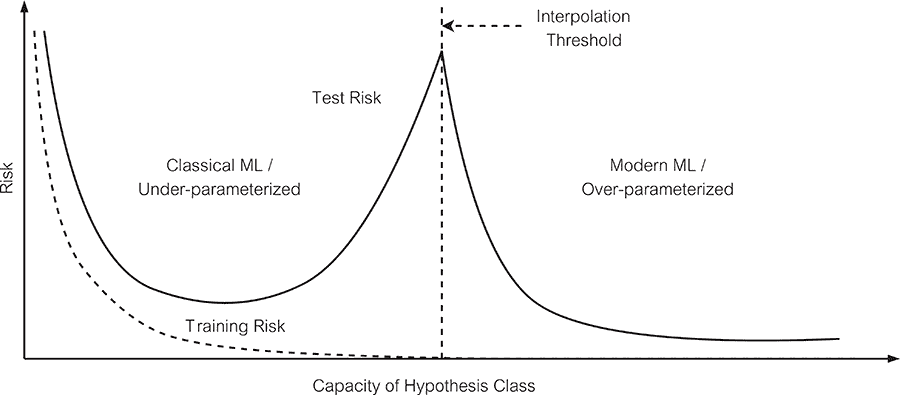 Interpolation
Threshold
Test Risk
Classical ML /
Under-parameterized
Modern ML /
Over-parameterized
Risk
Training Risk
Capacity of Hypothesis Class